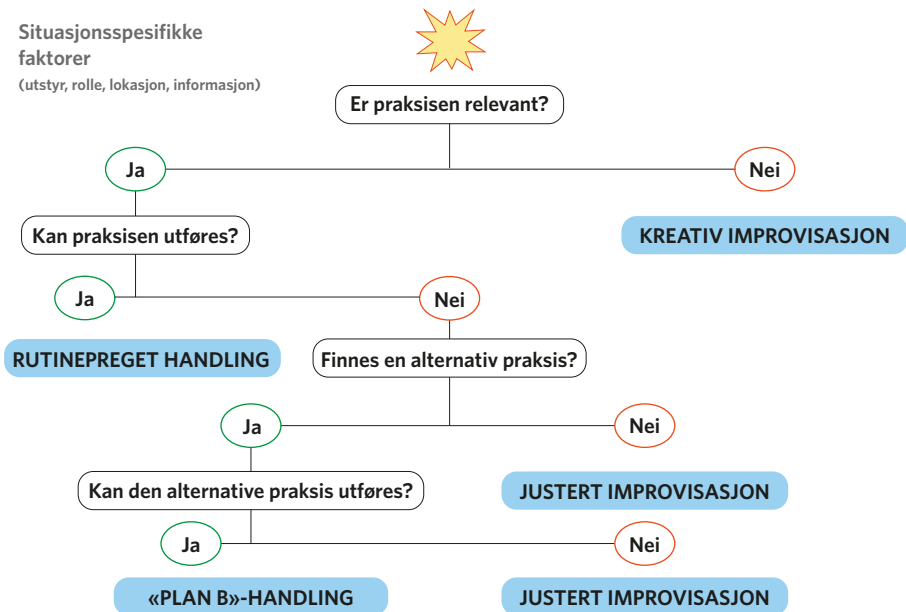 Situasjonsspesifikke
faktorer
(utstyr, rolle, lokasjon, informasjon)
Er praksisen relevant?
Ja
Nei
Kan praksisen utføres?
KREATIV IMPROVISASJON
Ja
Nei
RUTINEPREGET HANDLING
Finnes en alternativ praksis?
Ja
Nei
Kan den alternative praksis utføres?
JUSTERT IMPROVISASJON
Ja
Nei
«PLAN B»-HANDLING
JUSTERT IMPROVISASJON